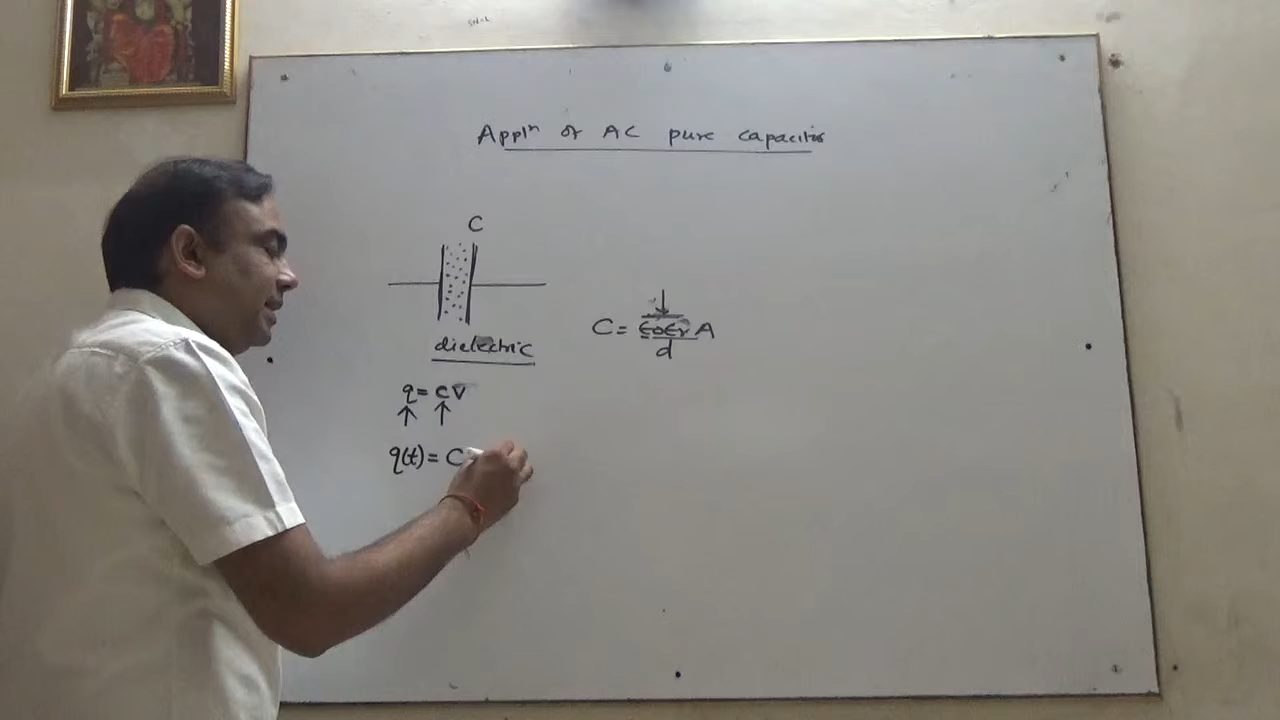 Appln of AC pure capacitor
C
dielectric
C = ϵ0ϵr A
d
q = cv
q(t) = C